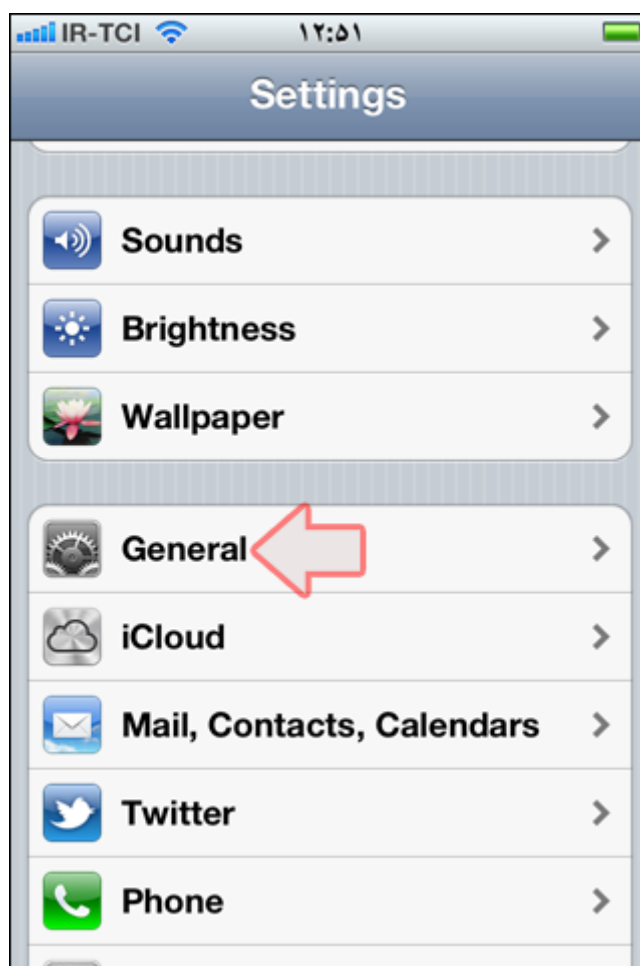 IR-TCI ۱۲:۵۱
Settings
Sounds
Brightness
Wallpaper
General
iCloud
Mail, Contacts, Calendars
Twitter
Phone